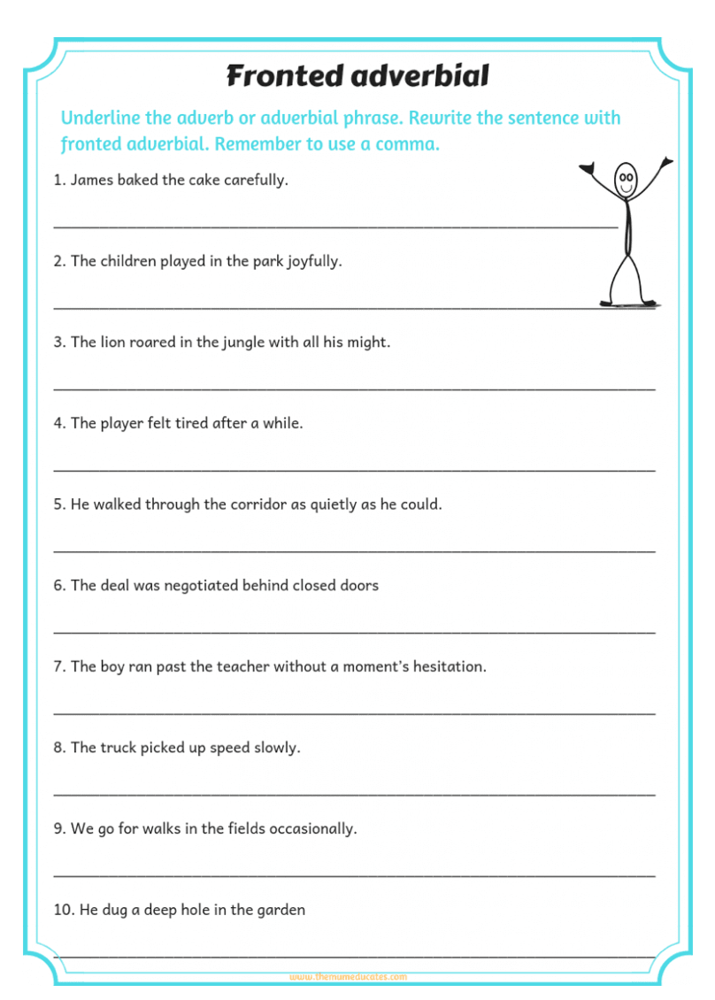 Fronted adverbial
Underline the adverb or adverbial phrase. Rewrite the sentence with
fronted adverbial. Remember to use a comma.
1. James baked the cake carefully.
2. The children played in the park joyfully.
3. The lion roared in the jungle with all his might.
4. The player felt tired after a while.
5. He walked through the corridor as quietly as he could.
6. The deal was negotiated behind closed doors
7. The boy ran past the teacher without a moment’s hesitation.
8. The truck picked up speed slowly.
9. We go for walks in the fields occasionally.
10. He dug a deep hole in the garden
www.themumeducates.com